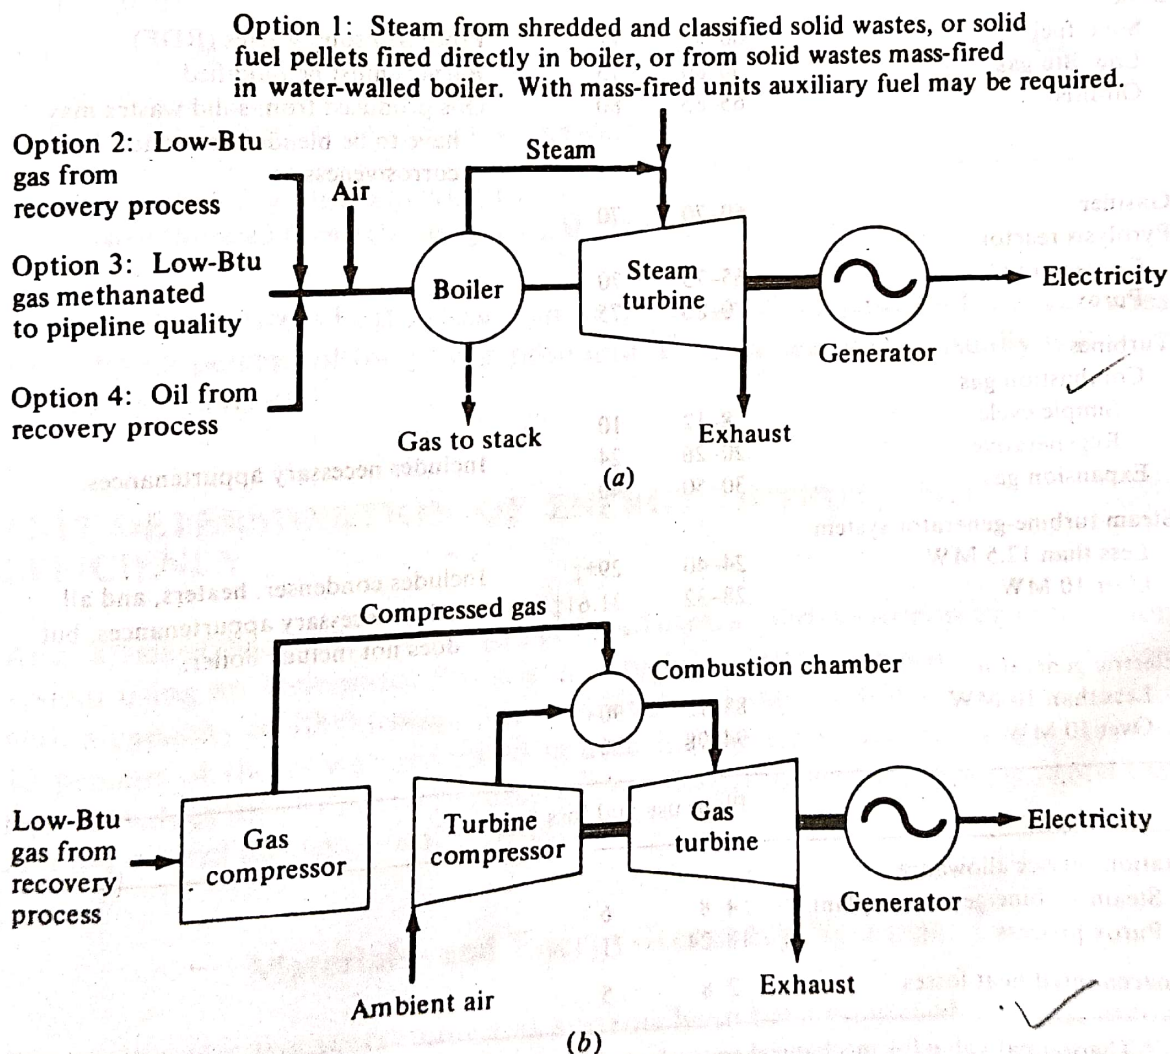 Option 1: Steam from shredded and classified solid wastes, or solid
fuel pellets fired directly in boiler, or from solid wastes mass-fired
in water-walled boiler. With mass-fired units auxiliary fuel may be required.
Option 2: Low-Btu
gas from
recovery process
Air
Steam
Option 3: Low-Btu
gas methanated
to pipeline quality
Boiler
Steam
turbine
Electricity
Generator
Option 4: Oil from
recovery process
Gas to stack
Exhaust
(a)
Compressed gas
Combustion chamber
Low-Btu
gas from
recovery
process
Gas
compressor
Turbine
compressor
Gas
turbine
Electricity
Generator
Ambient air
Exhaust
(b)